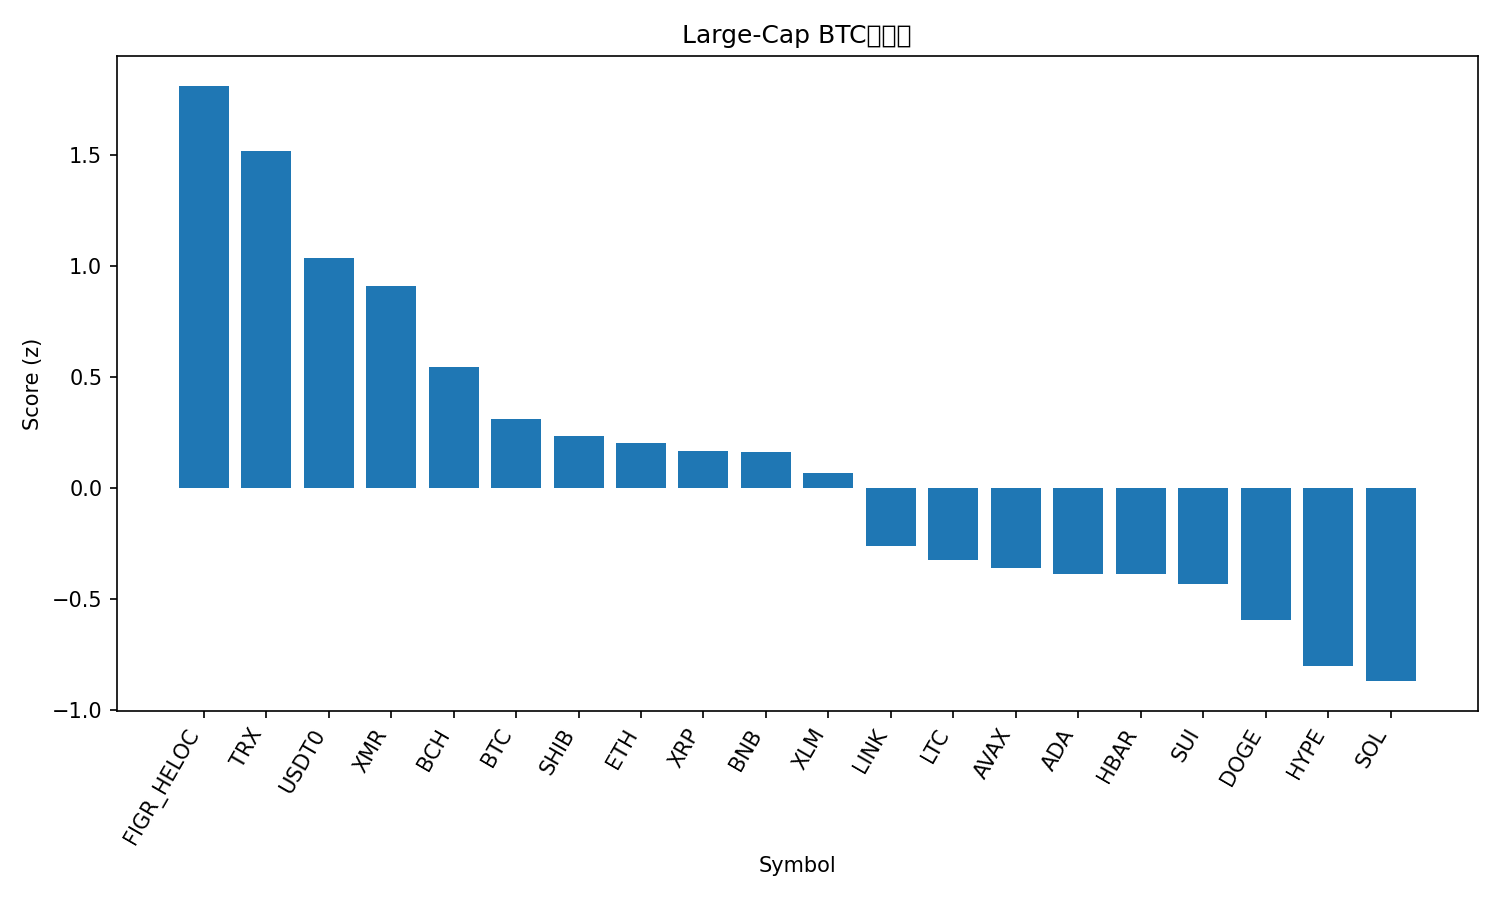 Large-Cap BTC
1.5
1.0
0.5
0.0
−0.5
−1.0
Score (z)
FIGR_HELOC
TRX
USDT0
XMR
BCH
BTC
SHIB
ETH
XRP
BNB
XLM
LINK
LTC
AVAX
ADA
HBAR
SUI
DOGE
HYPE
SOL
Symbol